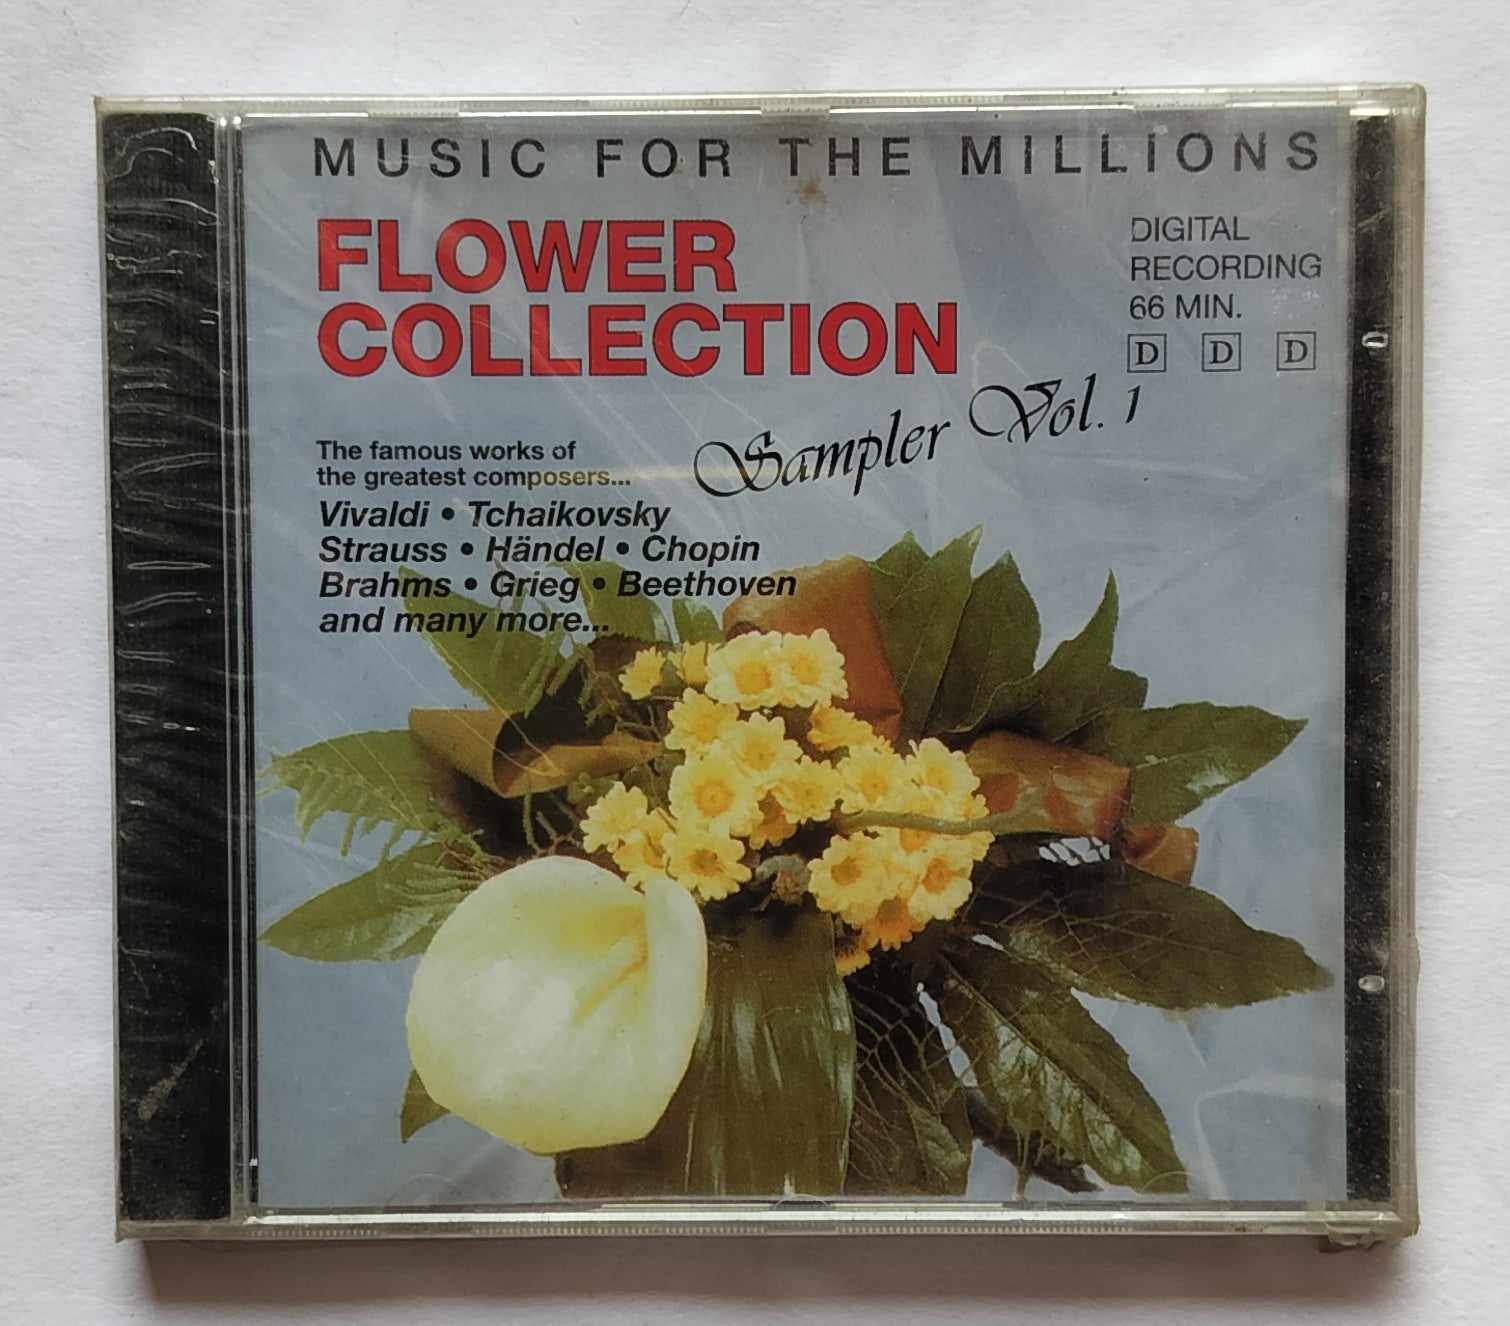 MUSIC FOR THE MILLIONS
FLOWER
COLLECTION
Sampler Vol. 1
DIGITAL
RECORDING
66 MIN.
D D D
The famous works of
the greatest composers...
Vivaldi • Tchaikovsky
Strauss • Händel • Chopin
Brahms • Grieg • Beethoven
and many more...